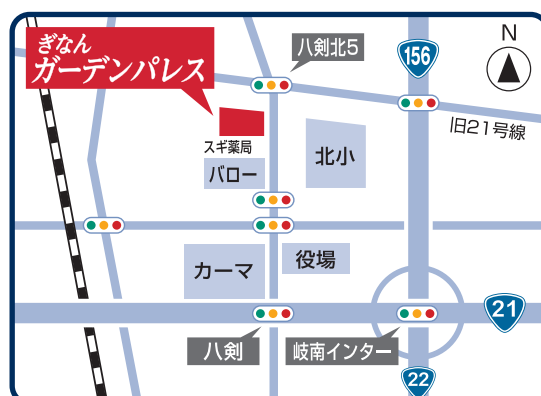 ぎなん
ガーデンパレス
八剣北5
156
N
旧21号線
スギ薬局
バロー
北小
カーマ
役場
21
八剣
岐南インター
22